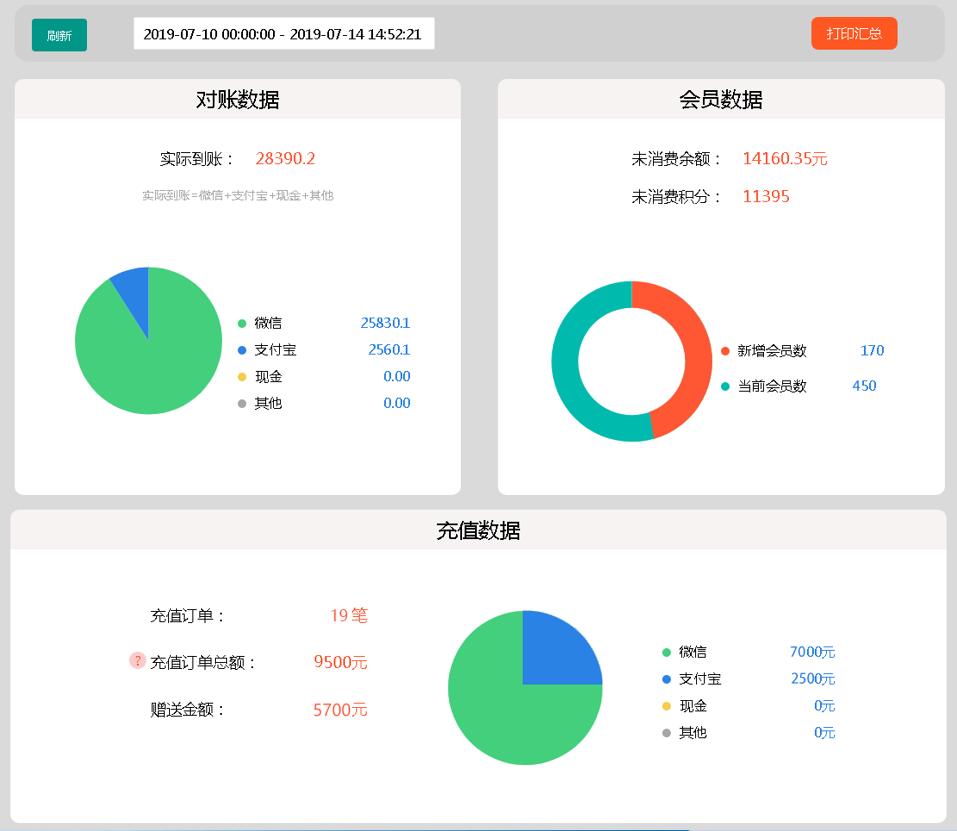 刷新
2019-07-10 00:00:00 - 2019-07-14 14:52:21
打印汇总
对账数据
实际到账： 28390.2
实际到账=微信+支付宝+现金+其他
微信 25830.1
支付宝 2560.1
现金 0.00
其他 0.00
会员数据
未消费余额： 14160.35元
未消费积分： 11395
新增会员数 170
当前会员数 450
充值数据
充值订单： 19 笔
? 充值订单总额： 9500元
赠送金额： 5700元
微信 7000元
支付宝 2500元
现金 0元
其他 0元